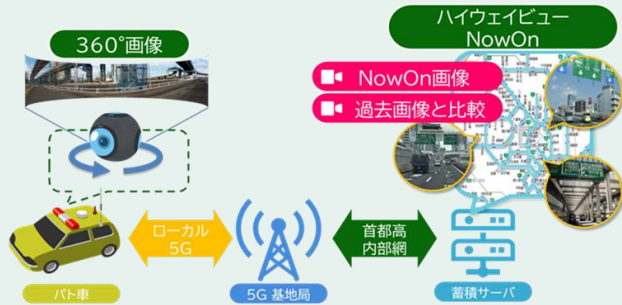 360°画像
ハイウェイビュー
NowOn
NowOn画像
過去画像と比較
ローカル
5G
首都高
内部網
パト車
5G 基地局
蓄積サーバ